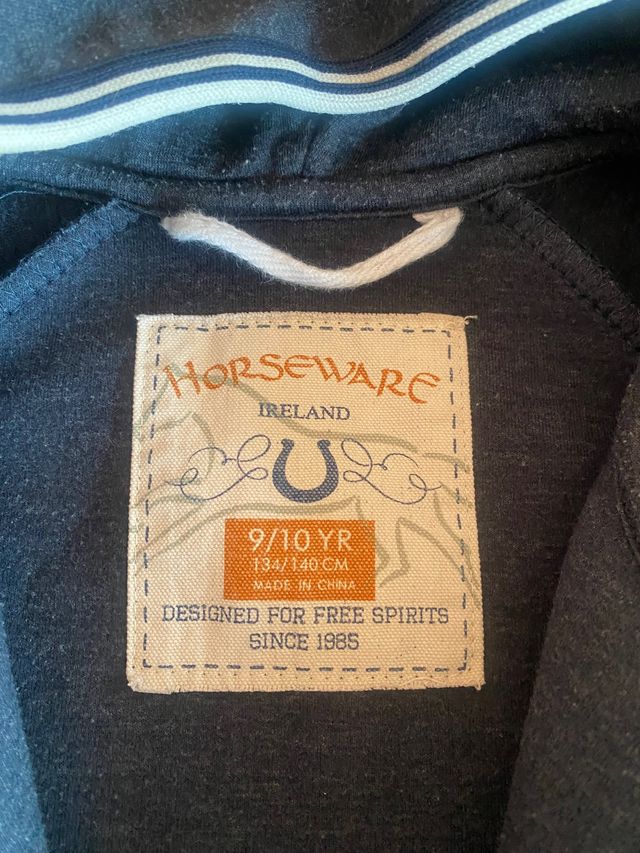 HORSEWARE
IRELAND
9/10 YR
134/140 CM
MADE IN CHINA
DESIGNED FOR FREE SPIRITS
SINCE 1985